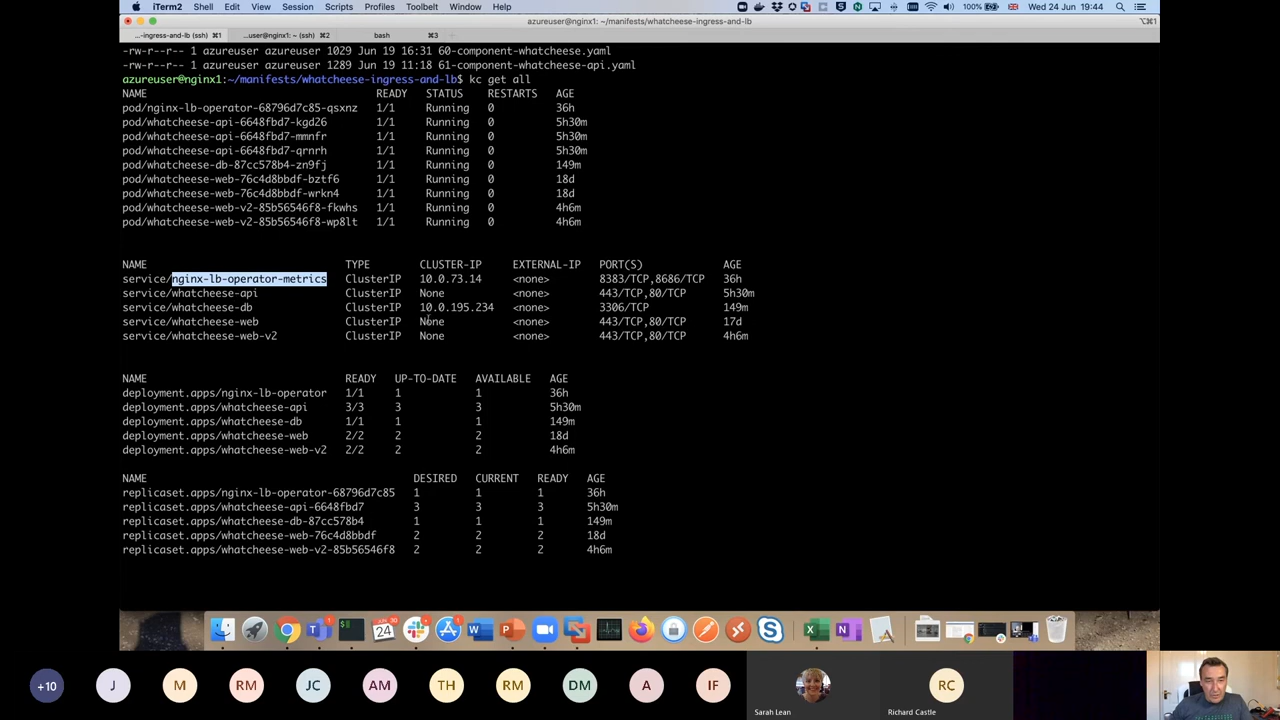 iTerm2 Shell Edit View Session Scripts Profiles Toolbelt Window Help 100% Wed 24 Jun 19:44
azureuser@nginx1: ~/manifests/whatcheese-ingress-and-lb
..-ingress-and-lb (ssh) ⌘1 ...user@nginx1: ~ (ssh) ⌘2 bash ⌘3 ⌥⌘1
-rw-r--r-- 1 azureuser azureuser 1029 Jun 19 16:31 60-component-whatcheese.yaml
-rw-r--r-- 1 azureuser azureuser 1289 Jun 19 11:18 61-component-whatcheese-api.yaml
azureuser@nginx1:~/manifests/whatcheese-ingress-and-lb$ kc get all
NAME READY STATUS RESTARTS AGE
pod/nginx-lb-operator-68796d7c85-qsxnz 1/1 Running 0 36h
pod/whatcheese-api-6648fbd7-kgd26 1/1 Running 0 5h30m
pod/whatcheese-api-6648fbd7-mmnfr 1/1 Running 0 5h30m
pod/whatcheese-api-6648fbd7-qrnrh 1/1 Running 0 5h30m
pod/whatcheese-db-87cc578b4-zn9fj 1/1 Running 0 149m
pod/whatcheese-web-76c4d8bbdf-bztf6 1/1 Running 0 18d
pod/whatcheese-web-76c4d8bbdf-wrkn4 1/1 Running 0 18d
pod/whatcheese-web-v2-85b56546f8-fkwhs 1/1 Running 0 4h6m
pod/whatcheese-web-v2-85b56546f8-wp8lt 1/1 Running 0 4h6m
NAME TYPE CLUSTER-IP EXTERNAL-IP PORT(S) AGE
service/nginx-lb-operator-metrics ClusterIP 10.0.73.14 <none> 8383/TCP,8686/TCP 36h
service/whatcheese-api ClusterIP None <none> 443/TCP,80/TCP 5h30m
service/whatcheese-db ClusterIP 10.0.195.234 <none> 3306/TCP 149m
service/whatcheese-web ClusterIP None <none> 443/TCP,80/TCP 17d
service/whatcheese-web-v2 ClusterIP None <none> 443/TCP,80/TCP 4h6m
NAME READY UP-TO-DATE AVAILABLE AGE
deployment.apps/nginx-lb-operator 1/1 1 1 36h
deployment.apps/whatcheese-api 3/3 3 3 5h30m
deployment.apps/whatcheese-db 1/1 1 1 149m
deployment.apps/whatcheese-web 2/2 2 2 18d
deployment.apps/whatcheese-web-v2 2/2 2 2 4h6m
NAME DESIRED CURRENT READY AGE
replicaset.apps/nginx-lb-operator-68796d7c85 1 1 1 36h
replicaset.apps/whatcheese-api-6648fbd7 3 3 3 5h30m
replicaset.apps/whatcheese-db-87cc578b4 1 1 1 149m
replicaset.apps/whatcheese-web-76c4d8bbdf 2 2 2 18d
replicaset.apps/whatcheese-web-v2-85b56546f8 2 2 2 4h6m
+10 J M RM JC AM TH RM DM A IF RC
Sarah Lean Richard Castle